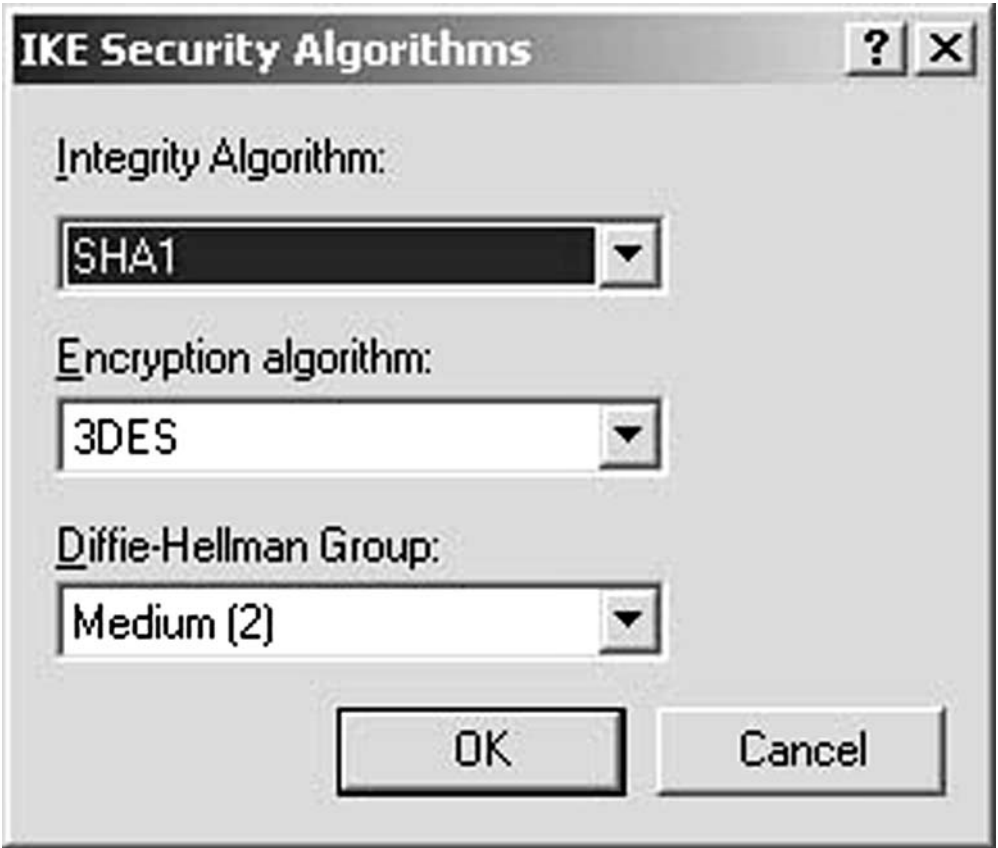 IKE Security Algorithms ? X
Integrity Algorithm:
SHA1
Encryption algorithm:
3DES
Diffie-Hellman Group:
Medium (2)
OK Cancel